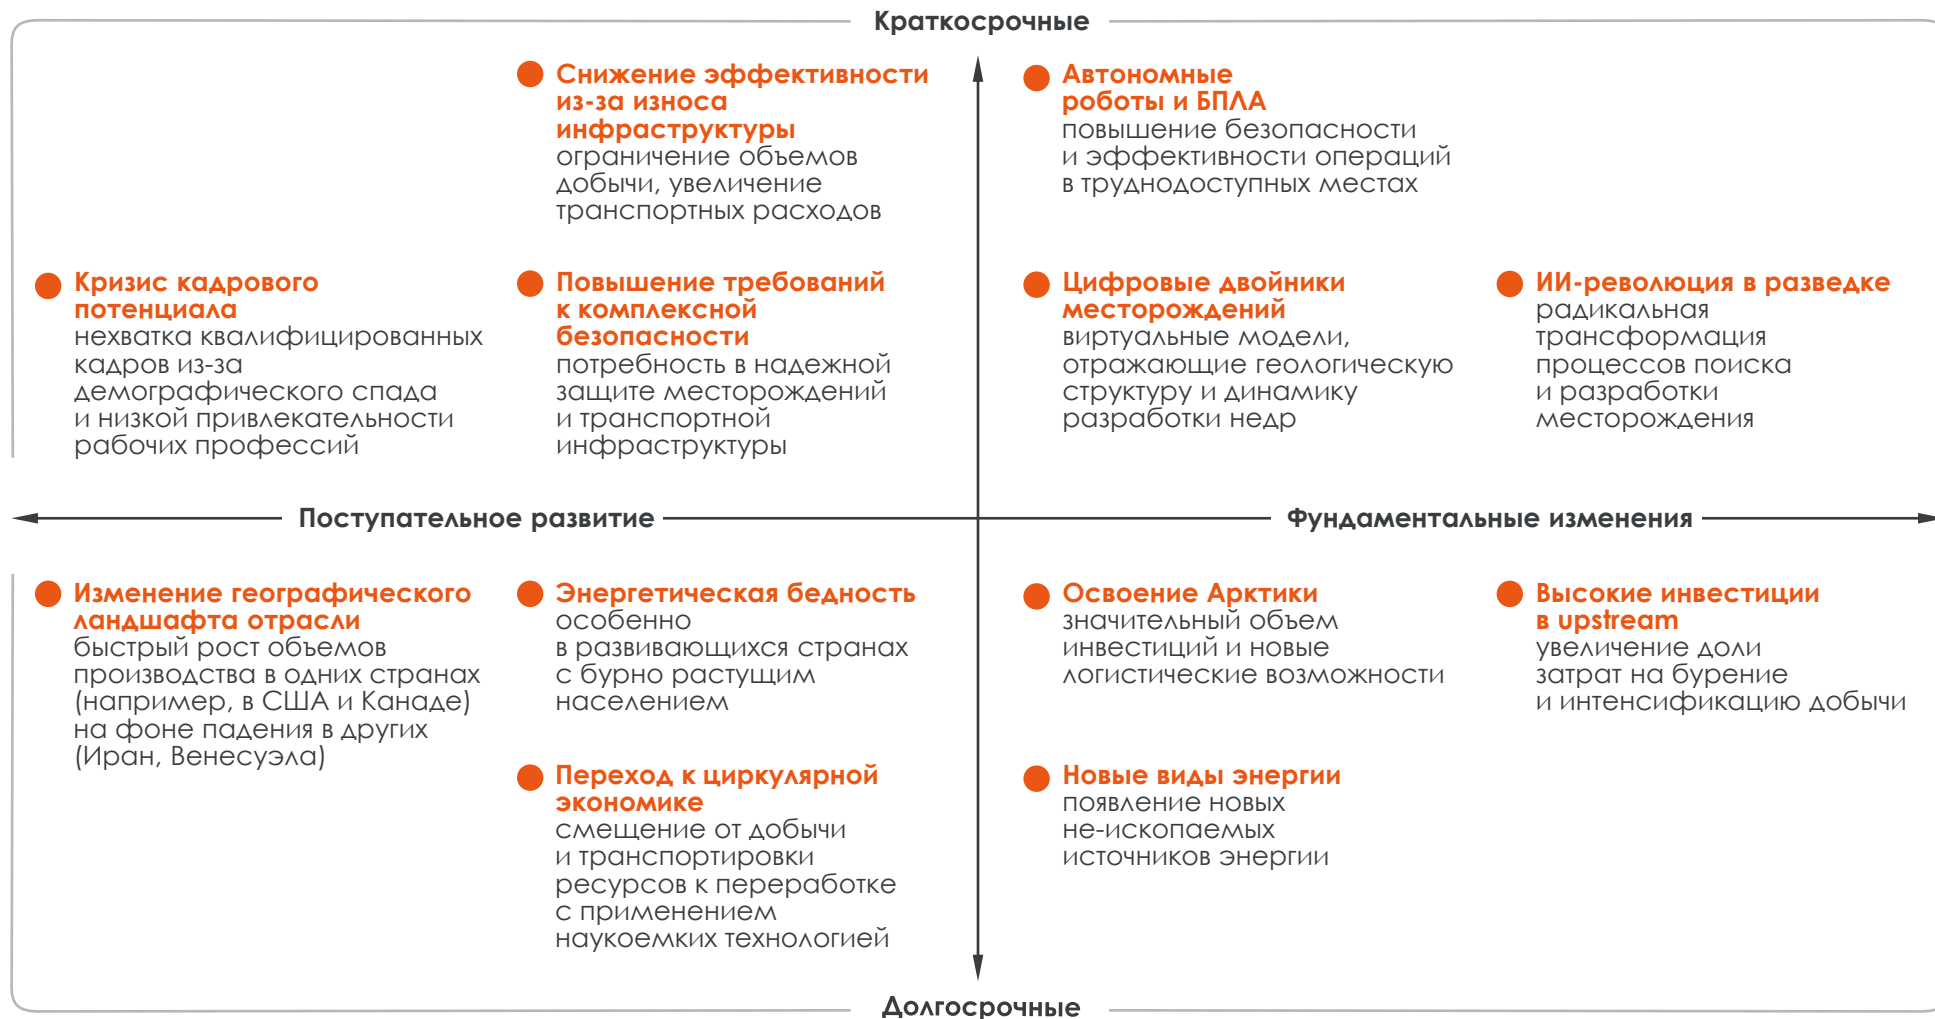 Краткосрочные
Снижение эффективности
из-за износа
инфраструктуры
ограничение объемов
добычи, увеличение
транспортных расходов
Автономные
роботы и БПЛА
повышение безопасности
и эффективности операций
в труднодоступных местах
Кризис кадрового
потенциала
нехватка квалифицированных
кадров из-за
демографического спада
и низкой привлекательности
рабочих профессий
Повышение требований
к комплексной
безопасности
потребность в надежной
защите месторождений
и транспортной
инфраструктуры
Цифровые двойники
месторождений
виртуальные модели,
отражающие геологическую
структуру и динамику
разработки недр
ИИ-революция в разведке
радикальная
трансформация
процессов поиска
и разработки
месторождения
Поступательное развитие
Фундаментальные изменения
Изменение географического
ландшафта отрасли
быстрый рост объемов
производства в одних странах
(например, в США и Канаде)
на фоне падения в других
(Иран, Венесуэла)
Энергетическая бедность
особенно
в развивающихся странах
с бурно растущим
населением
Освоение Арктики
значительный объем
инвестиций и новые
логистические возможности
Высокие инвестиции
в upstream
увеличение доли
затрат на бурение
и интенсификацию добычи
Переход к циркулярной
экономике
смещение от добычи
и транспортировки
ресурсов к переработке
с применением
наукоемких технологией
Новые виды энергии
появление новых
не-ископаемых
источников энергии
Долгосрочные